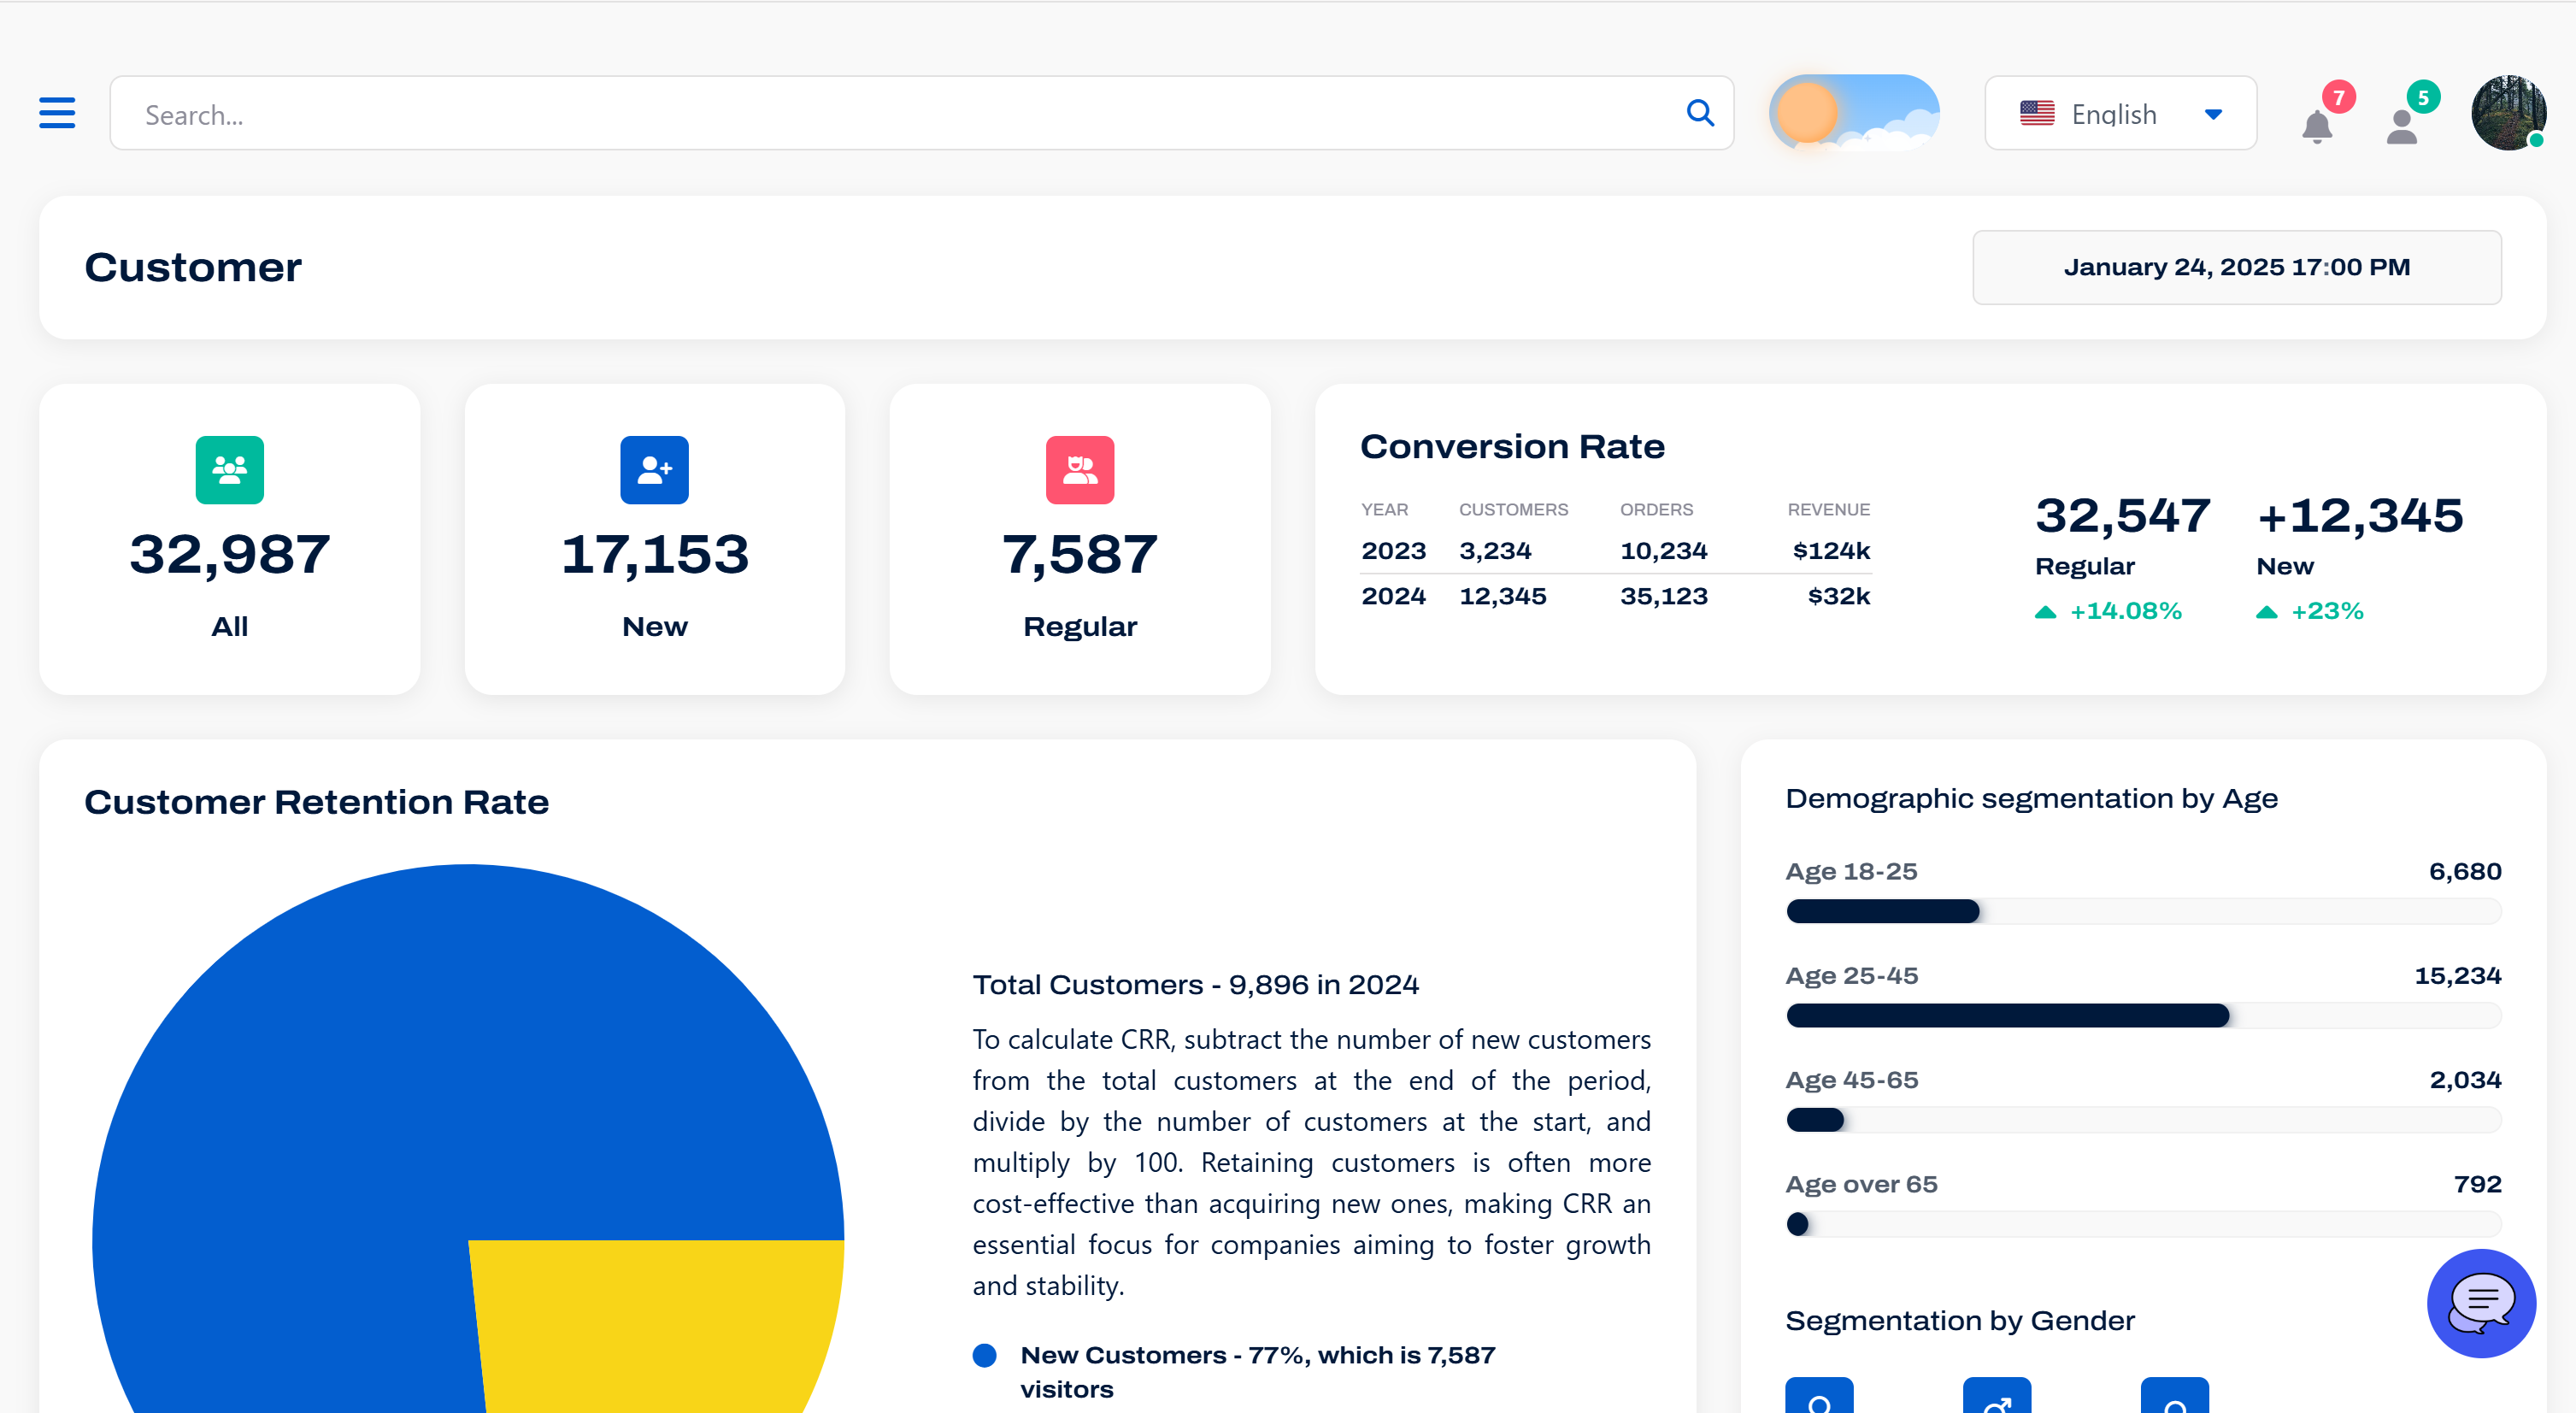 Search...
English
7
5
Customer
January 24, 2025 17:00 PM
32,987
All
17,153
New
7,587
Regular
Conversion Rate
YEAR CUSTOMERS ORDERS REVENUE
2023 3,234 10,234 $124k
2024 12,345 35,123 $32k
32,547
Regular
+14.08%
+12,345
New
+23%
Customer Retention Rate
Total Customers - 9,896 in 2024
To calculate CRR, subtract the number of new customers
from the total customers at the end of the period,
divide by the number of customers at the start, and
multiply by 100. Retaining customers is often more
cost-effective than acquiring new ones, making CRR an
essential focus for companies aiming to foster growth
and stability.
New Customers - 77%, which is 7,587
visitors
Demographic segmentation by Age
Age 18-25 6,680
Age 25-45 15,234
Age 45-65 2,034
Age over 65 792
Segmentation by Gender